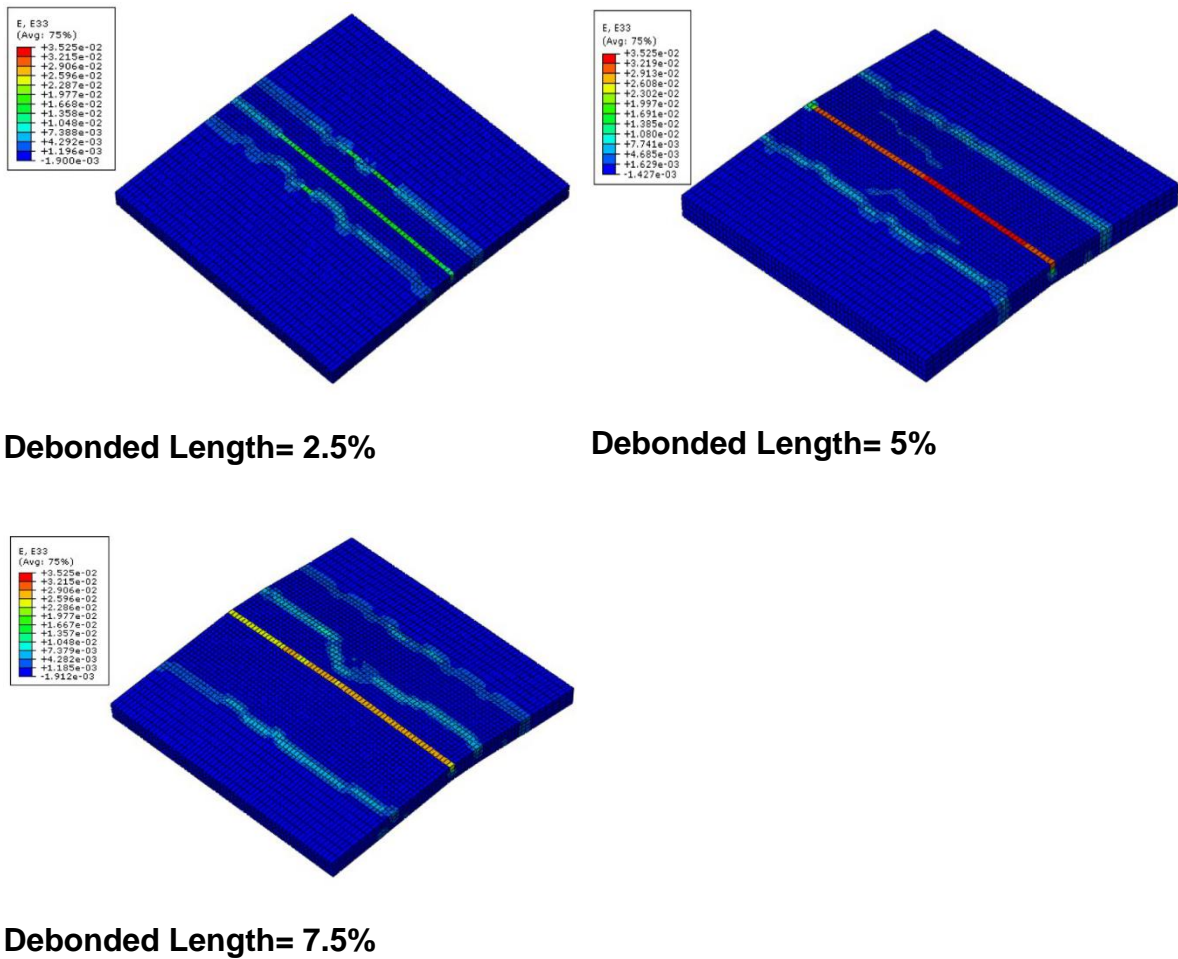 E, E33
(Avg: 75%)
+3.525e-02
+3.215e-02
+2.906e-02
+2.596e-02
+2.287e-02
+1.977e-02
+1.668e-02
+1.358e-02
+1.048e-02
+7.388e-03
+4.292e-03
+1.196e-03
-1.900e-03
E, E33
(Avg: 75%)
+3.525e-02
+3.219e-02
+2.913e-02
+2.608e-02
+2.302e-02
+1.997e-02
+1.691e-02
+1.385e-02
+1.080e-02
+7.741e-03
+4.685e-03
+1.629e-03
-1.427e-03
Debonded Length= 2.5%
Debonded Length= 5%
E, E33
(Avg: 75%)
+3.525e-02
+3.215e-02
+2.906e-02
+2.596e-02
+2.286e-02
+1.977e-02
+1.667e-02
+1.357e-02
+1.048e-02
+7.379e-03
+4.282e-03
+1.185e-03
-1.912e-03
Debonded Length= 7.5%